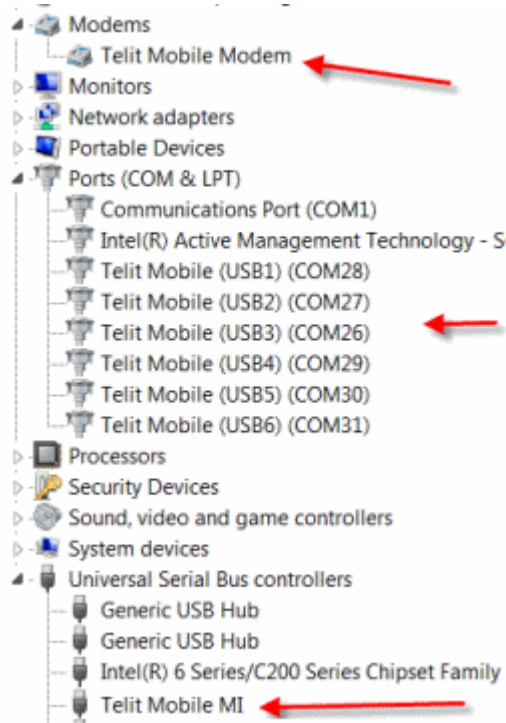 Modems
Telit Mobile Modem
Monitors
Network adapters
Portable Devices
Ports (COM & LPT)
Communications Port (COM1)
Intel(R) Active Management Technology - S
Telit Mobile (USB1) (COM28)
Telit Mobile (USB2) (COM27)
Telit Mobile (USB3) (COM26)
Telit Mobile (USB4) (COM29)
Telit Mobile (USB5) (COM30)
Telit Mobile (USB6) (COM31)
Processors
Security Devices
Sound, video and game controllers
System devices
Universal Serial Bus controllers
Generic USB Hub
Generic USB Hub
Intel(R) 6 Series/C200 Series Chipset Family
Telit Mobile MI